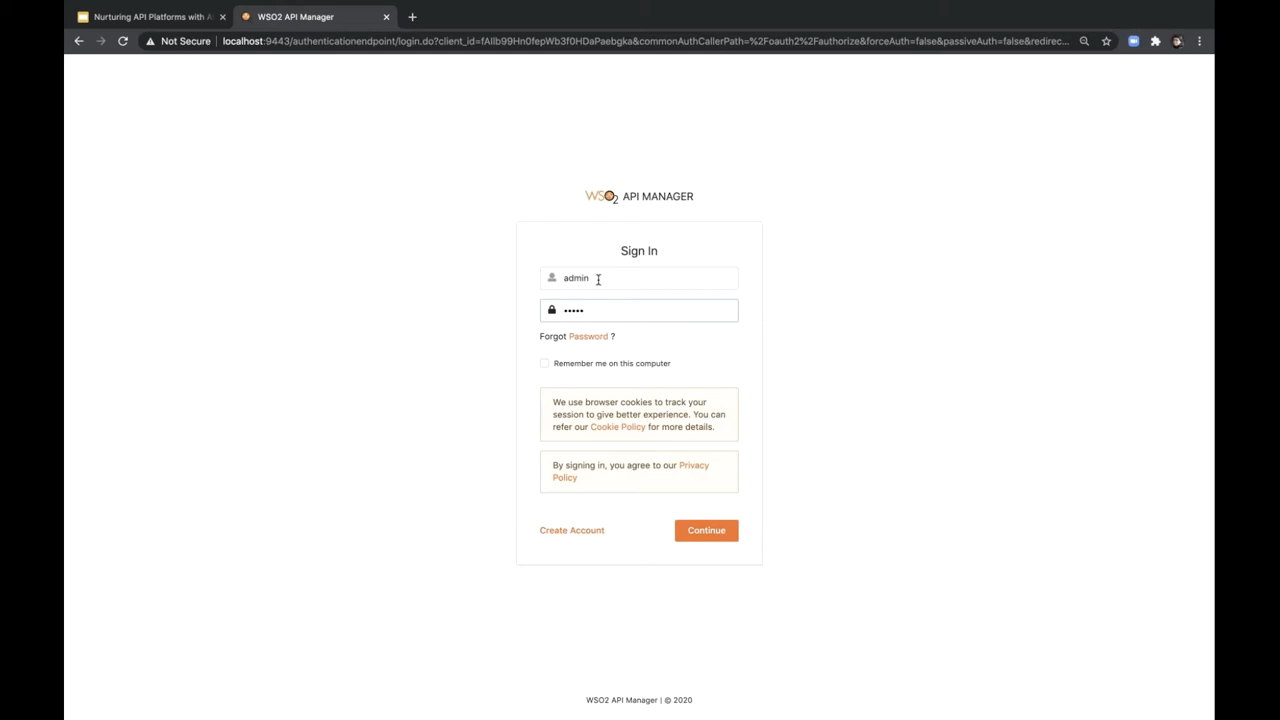 Nurturing API Platforms with A
WSO2 API Manager
Not Secure
localhost:9443/authenticationendpoint/login.do?client_id=fAIlb99Hn0fepWb3f0HDaPaebgka&commonAuthCallerPath=%2Foauth2%2Fauthorize&forceAuth=false&passiveAuth=false&redirec...
WSO2 API MANAGER
Sign In
admin
•••••
Forgot Password ?
Remember me on this computer
We use browser cookies to track your
session to give better experience. You can
refer our Cookie Policy for more details.
By signing in, you agree to our Privacy
Policy
Create Account
Continue
WSO2 API Manager | © 2020